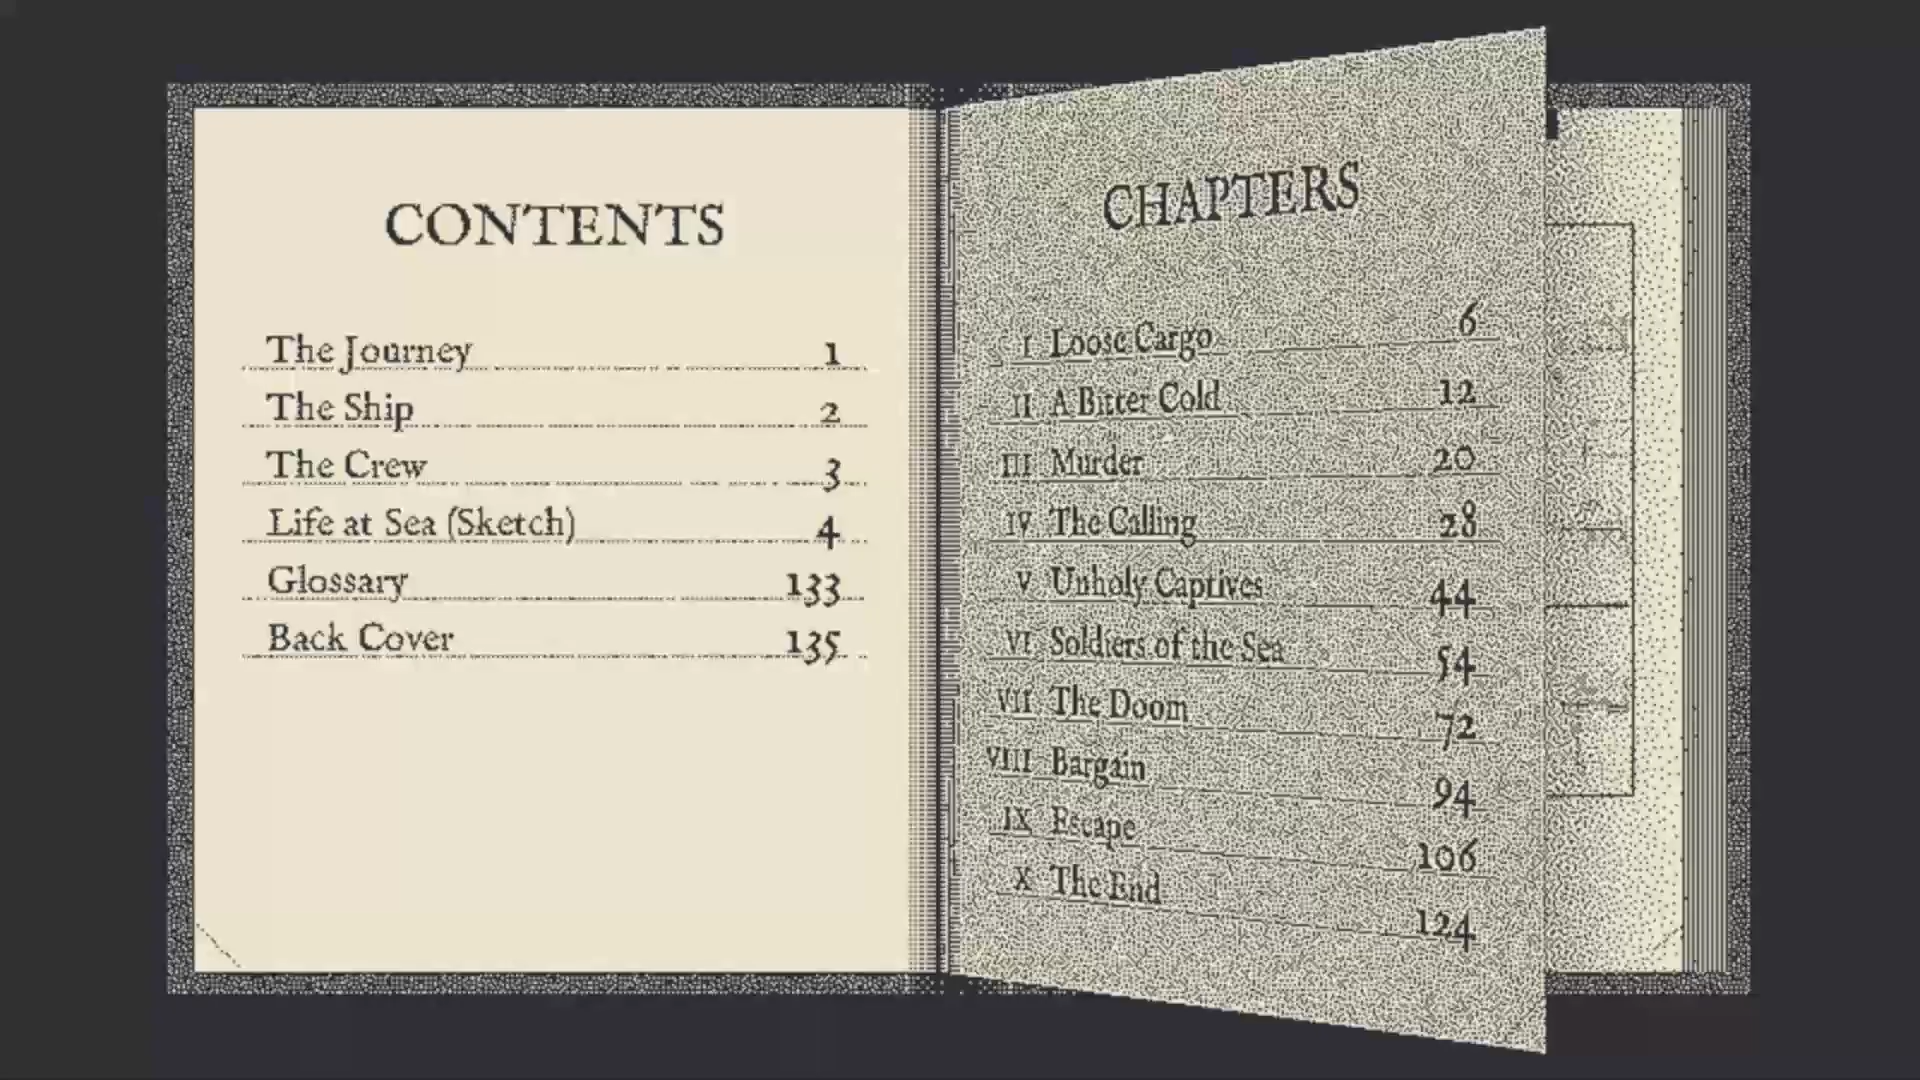 CONTENTS
The Journey 1
The Ship 2
The Crew 3
Life at Sea (Sketch) 4
Glossary 133
Back Cover 135
CHAPTERS
I Loose Cargo 6
II A Bitter Cold 12
III Murder 20
IV The Calling 28
V Unholy Captives 44
VI Soldiers of the Sea 54
VII The Doom 72
VIII Bargain 94
IX Escape 106
X The End 124